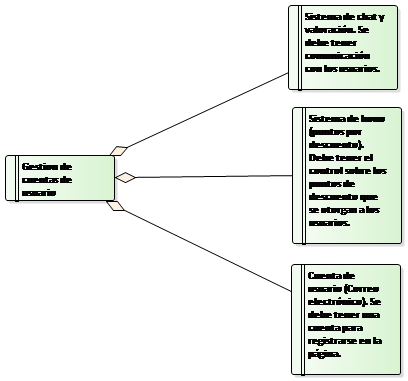 Sistema de chat y
valoración. Se
debe tener
comunicación
con los usuarios.
Gestion de
cuentas de
usuario
Sistema de bono
(puntos por
descuento).
Debe tener el
control sobre los
puntos de
descuento que
se otorgan a los
usuarios.
Cuenta de
usuario (Correo
electrónico). Se
debe tener una
cuenta para
registrarse en la
página.